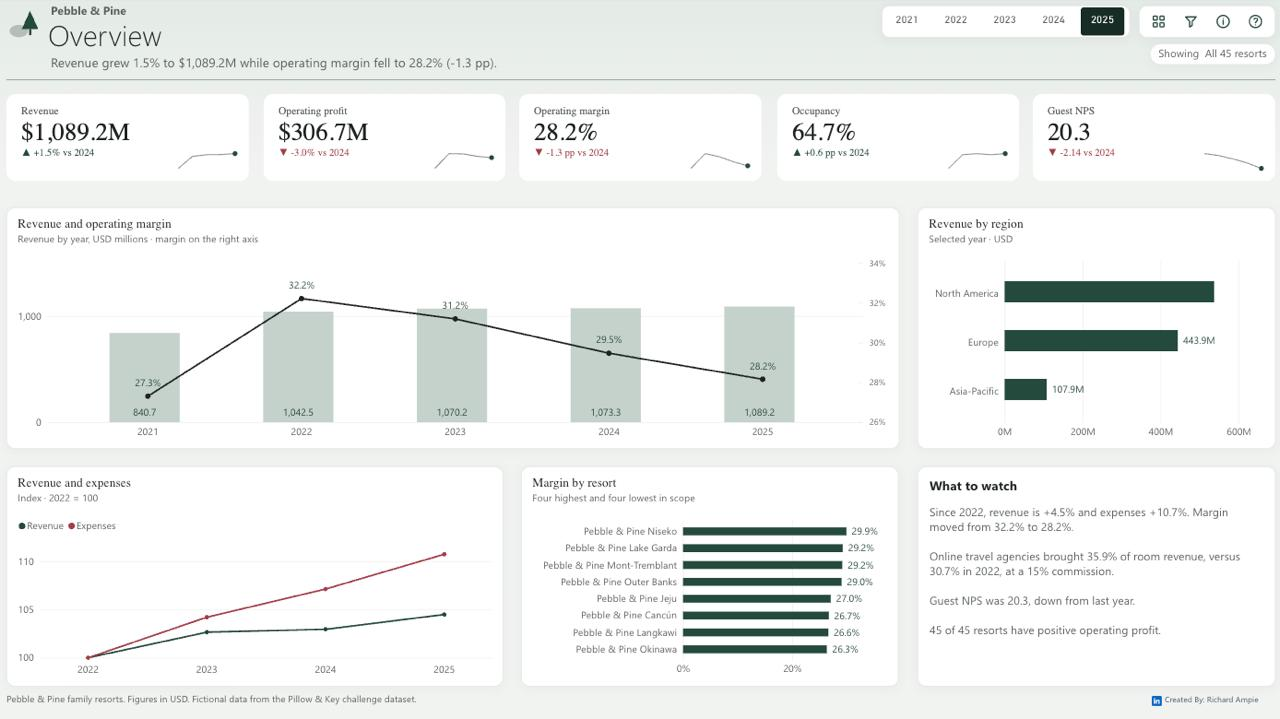 Pebble & Pine
Overview
Revenue grew 1.5% to $1,089.2M while operating margin fell to 28.2% (-1.3 pp).
2021 2022 2023 2024 2025
Showing All 45 resorts
Revenue
$1,089.2M
▲ +1.5% vs 2024
Operating profit
$306.7M
▼ -3.0% vs 2024
Operating margin
28.2%
▼ -1.3 pp vs 2024
Occupancy
64.7%
▲ +0.6 pp vs 2024
Guest NPS
20.3
▼ -2.14 vs 2024
Revenue and operating margin
Revenue by year, USD millions · margin on the right axis
34%
32.2%
32%
31.2%
1,000
30%
29.5%
28.2%
28%
27.3%
840.7 1,042.5 1,070.2 1,073.3 1,089.2
0
26%
2021 2022 2023 2024 2025
Revenue by region
Selected year · USD
North America
Europe 443.9M
Asia-Pacific 107.9M
0M 200M 400M 600M
Revenue and expenses
Index · 2022 = 100
Revenue Expenses
110
105
100
2022 2023 2024 2025
Margin by resort
Four highest and four lowest in scope
Pebble & Pine Niseko 29.9%
Pebble & Pine Lake Garda 29.2%
Pebble & Pine Mont-Tremblant 29.2%
Pebble & Pine Outer Banks 29.0%
Pebble & Pine Jeju 27.0%
Pebble & Pine Cancún 26.7%
Pebble & Pine Langkawi 26.6%
Pebble & Pine Okinawa 26.3%
0% 20%
What to watch
Since 2022, revenue is +4.5% and expenses +10.7%. Margin
moved from 32.2% to 28.2%.
Online travel agencies brought 35.9% of room revenue, versus
30.7% in 2022, at a 15% commission.
Guest NPS was 20.3, down from last year.
45 of 45 resorts have positive operating profit.
Pebble & Pine family resorts. Figures in USD. Fictional data from the Pillow & Key challenge dataset.
in Created By: Richard Ampie